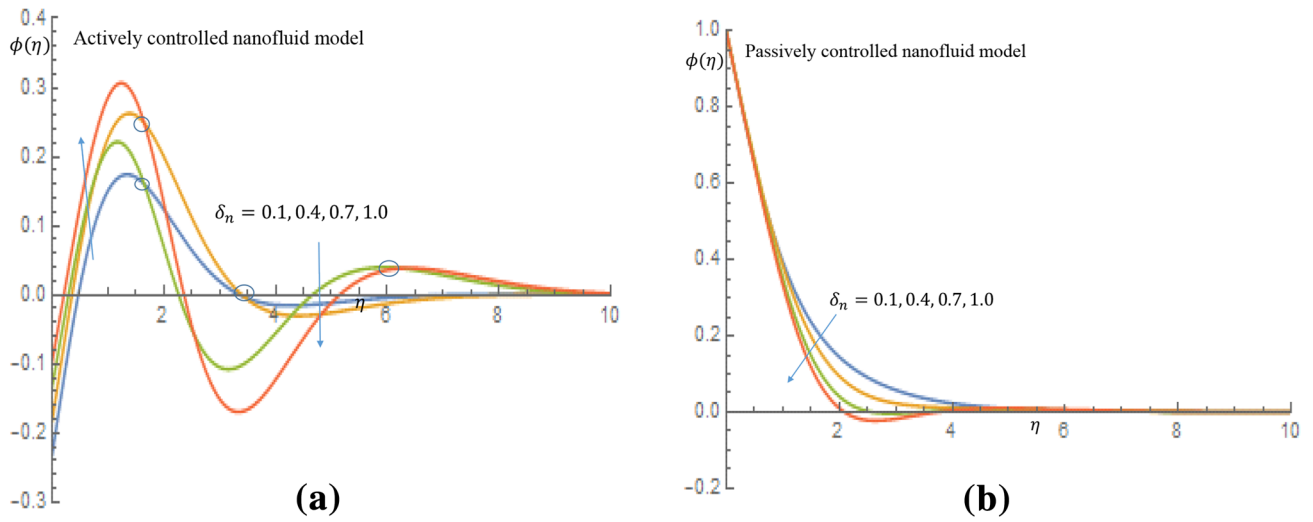 0.4
ϕ(η)
Actively controlled nanofluid model
0.3
0.2
0.1
0.0
-0.1
-0.2
-0.3
δₙ = 0.1, 0.4, 0.7, 1.0
2
4
η
6
8
10
(a)
1.0
ϕ(η)
Passively controlled nanofluid model
0.8
0.6
0.4
0.2
0.0
-0.2
δₙ = 0.1, 0.4, 0.7, 1.0
2
4
η
6
8
10
(b)